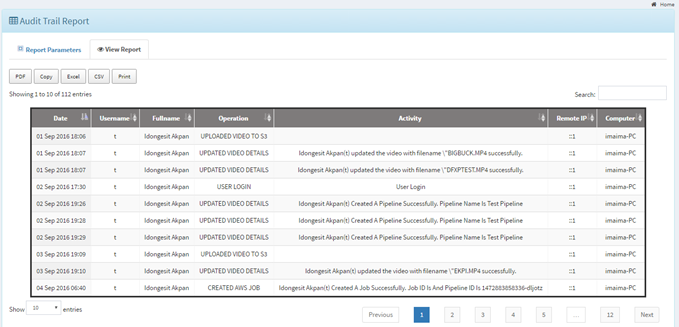 Home
Audit Trail Report
Report Parameters View Report
PDF Copy Excel CSV Print
Showing 1 to 10 of 112 entries Search:
Date Username Fullname Operation Activity Remote IP Computer
01 Sep 2016 18:06 t Idongesit Akpan UPLOADED VIDEO TO S3 ::1 imaima-PC
01 Sep 2016 18:07 t Idongesit Akpan UPDATED VIDEO DETAILS Idongesit Akpan(t) updated the video with filename \"BIGBUCK.MP4 successfully. ::1 imaima-PC
01 Sep 2016 18:07 t Idongesit Akpan UPDATED VIDEO DETAILS Idongesit Akpan(t) updated the video with filename \"DFXPTEST.MP4 successfully. ::1 imaima-PC
02 Sep 2016 17:30 t Idongesit Akpan USER LOGIN User Login ::1 imaima-PC
02 Sep 2016 19:26 t Idongesit Akpan UPDATED VIDEO DETAILS Idongesit Akpan(t) Created A Pipeline Successfully. Pipeline Name Is Test Pipeline ::1 imaima-PC
02 Sep 2016 19:28 t Idongesit Akpan UPDATED VIDEO DETAILS Idongesit Akpan(t) Created A Pipeline Successfully. Pipeline Name Is Test Pipeline ::1 imaima-PC
02 Sep 2016 19:29 t Idongesit Akpan UPDATED VIDEO DETAILS Idongesit Akpan(t) Created A Pipeline Successfully. Pipeline Name Is Test Pipeline ::1 imaima-PC
03 Sep 2016 19:09 t Idongesit Akpan UPLOADED VIDEO TO S3 ::1 imaima-PC
03 Sep 2016 19:10 t Idongesit Akpan UPDATED VIDEO DETAILS Idongesit Akpan(t) updated the video with filename \"EKPI.MP4 successfully. ::1 imaima-PC
04 Sep 2016 06:40 t Idongesit Akpan CREATED AWS JOB Idongesit Akpan(t) Created A Job Successfully. Job ID Is And Pipeline ID Is 1472883858336-dljotz ::1 imaima-PC
Show 10 entries Previous 1 2 3 4 5 ... 12 Next